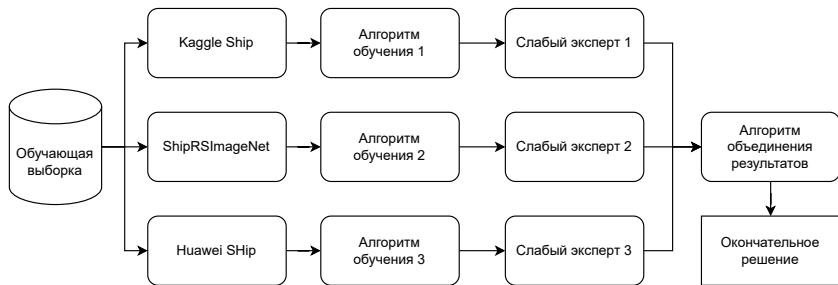 Обучающая
выборка
Kaggle Ship
Алгоритм
обучения 1
Слабый эксперт 1
ShipRSImageNet
Алгоритм
обучения 2
Слабый эксперт 2
Huawei SHip
Алгоритм
обучения 3
Слабый эксперт 3
Алгоритм
объединения
результатов
Окончательное
решение